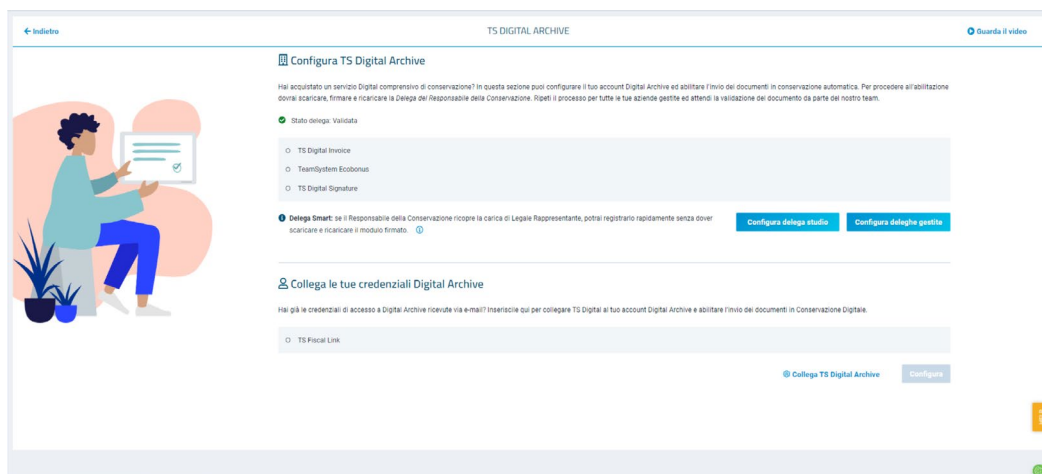 Indietro
TS DIGITAL ARCHIVE
Guarda il video
Configura TS Digital Archive
Hai acquistato un servizio Digital comprensivo di conservazione? In questa sezione puoi configurare il tuo account Digital Archive ed abilitare l'invio dei documenti in conservazione automatica. Per procedere all'abilitazione
dovrai scaricare, firmare e ricaricare la Delega del Responsabile della Conservazione. Ripeti il processo per tutte le tue aziende gestite ed attendi la validazione del documento da parte del nostro team.
Stato delega: Validata
TS Digital Invoice
TeamSystem Ecobonus
TS Digital Signature
Delega Smart: se il Responsabile della Conservazione ricopre la carica di Legale Rappresentante, potrai registrarlo rapidamente senza dover
scaricare e ricaricare il modulo firmato.
Configura delega studio
Configura deleghe gestite
Collega le tue credenziali Digital Archive
Hai già le credenziali di accesso a Digital Archive ricevute via e-mail? Inseriscile qui per collegare TS Digital al tuo account Digital Archive e abilitare l'invio dei documenti in Conservazione Digitale.
TS Fiscal Link
Collega TS Digital Archive
Configura